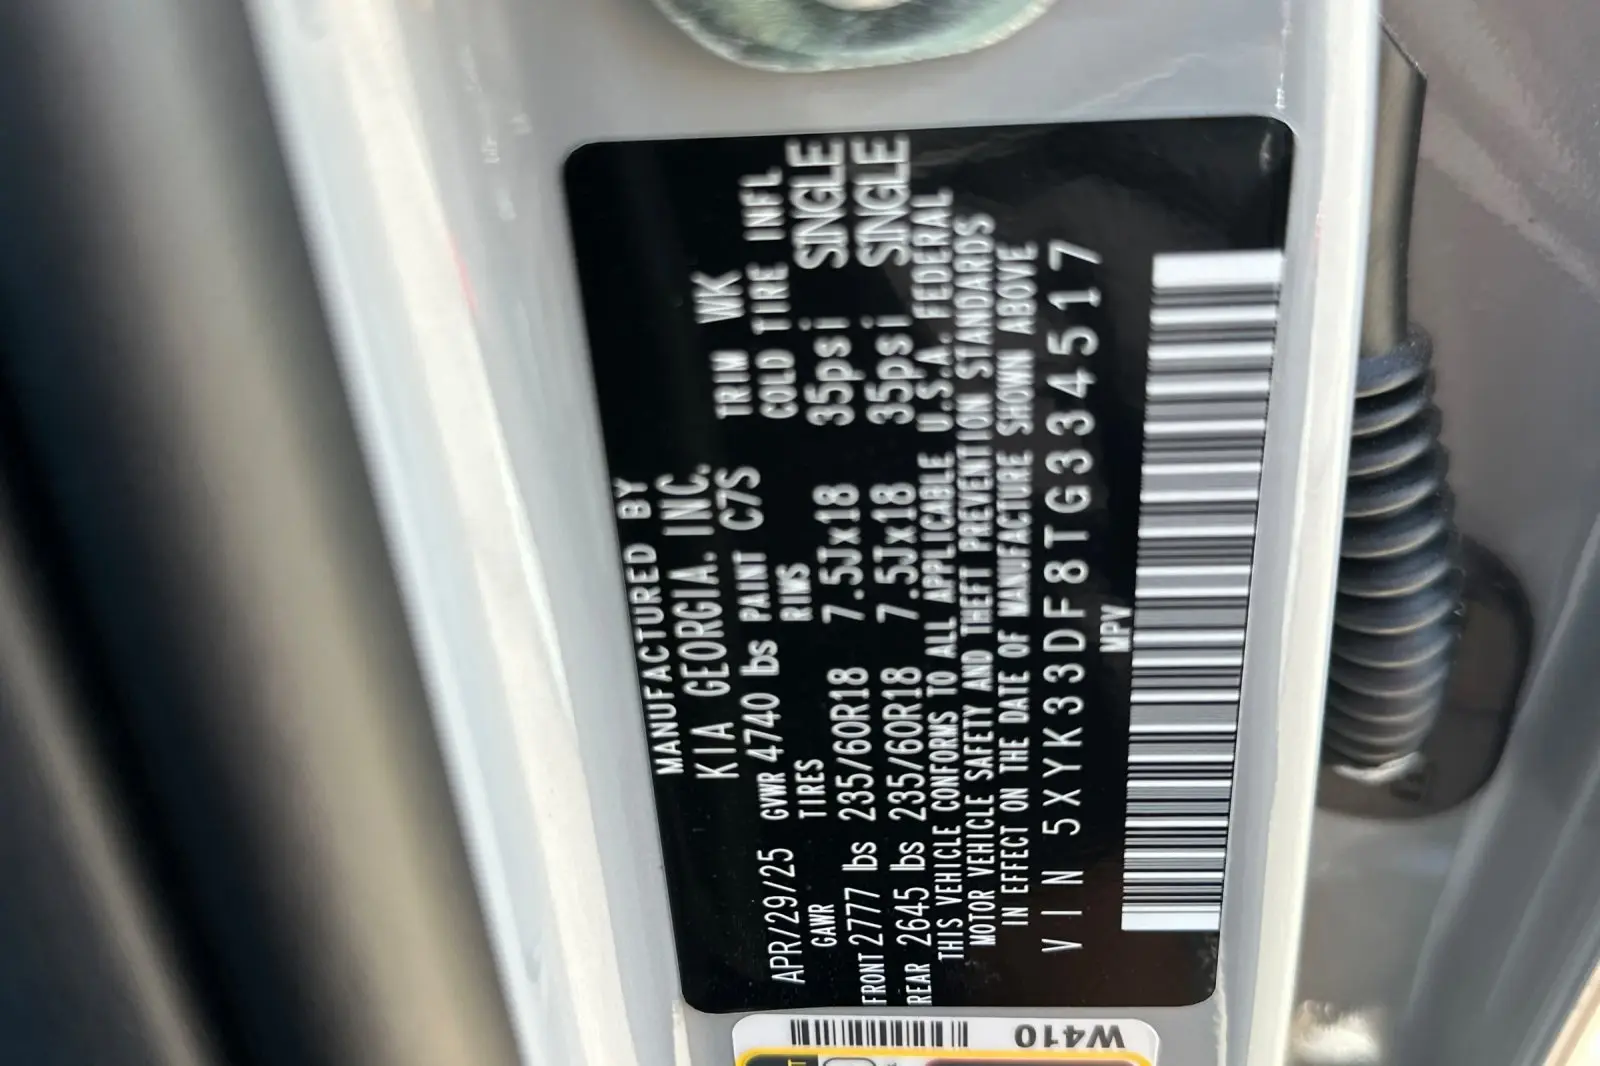 MANUFACTURED BY
KIA GEORGIA. INC.
APR/29/25 GVWR 4740 lbs PAINT C7S TRIM WK
GAWR TIRES RIMS COLD TIRE INFL
FRONT 2777 lbs 235/60R18 7.5Jx18 35psi SINGLE
REAR 2645 lbs 235/60R18 7.5Jx18 35psi SINGLE
THIS VEHICLE CONFORMS TO ALL APPLICABLE U.S.A. FEDERAL
MOTOR VEHICLE SAFETY AND THEFT PREVENTION STANDARDS
IN EFFECT ON THE DATE OF MANUFACTURE SHOWN ABOVE
VIN 5XYK33DF8TG334517
MPV
W410